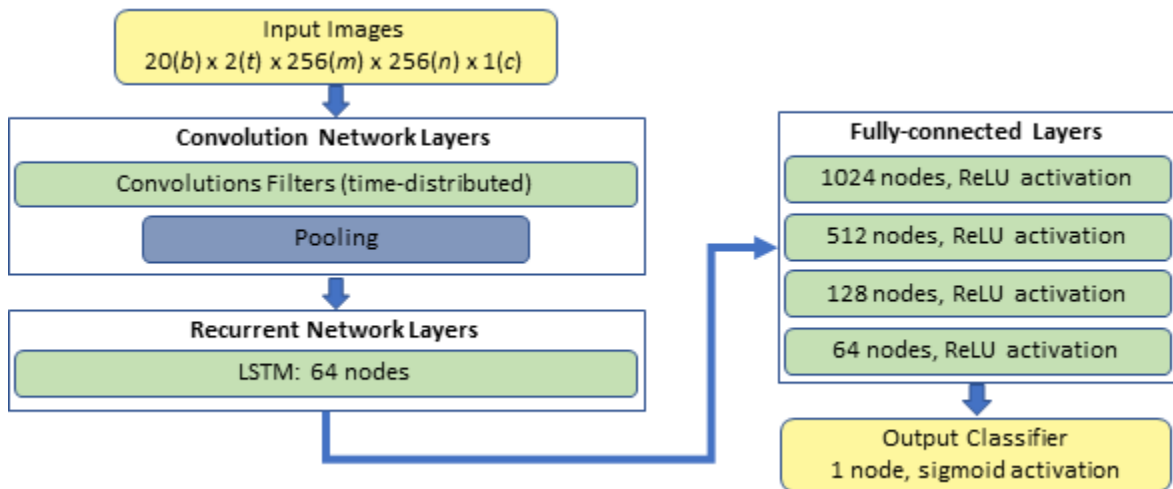 Input Images
20(b) x 2(t) x 256(m) x 256(n) x 1(c)
Convolution Network Layers
Convolutions Filters (time-distributed)
Pooling
Recurrent Network Layers
LSTM: 64 nodes
Fully-connected Layers
1024 nodes, ReLU activation
512 nodes, ReLU activation
128 nodes, ReLU activation
64 nodes, ReLU activation
Output Classifier
1 node, sigmoid activation